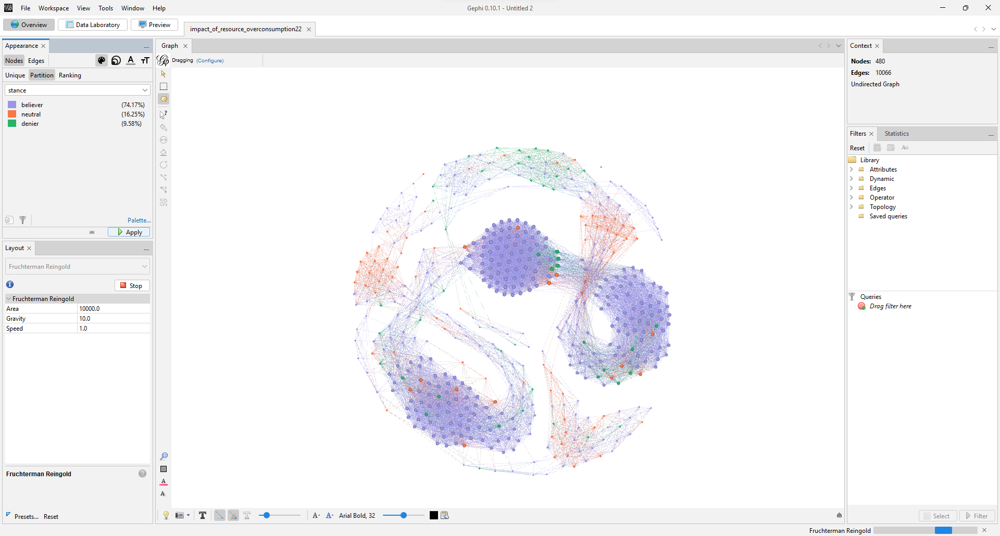 File Workspace View Tools Window Help
Gephi 0.10.1 - Untitled 2
Overview Data Laboratory Preview
impact_of_resource_overconsumption22
Appearance
Nodes Edges
Unique Partition Ranking
stance
believer (74.17%)
neutral (16.25%)
denier (9.58%)
Palette...
Apply
Layout
Fruchterman Reingold
Stop
Fruchterman Reingold
Area 10000.0
Gravity 10.0
Speed 1.0
Fruchterman Reingold
Presets... Reset
Graph
Dragging (Configure)
Arial Bold, 32
Context
Nodes: 480
Edges: 10066
Undirected Graph
Filters Statistics
Reset
Library
Attributes
Dynamic
Edges
Operator
Topology
Saved queries
Queries
Drag filter here
Select Filter
Fruchterman Reingold